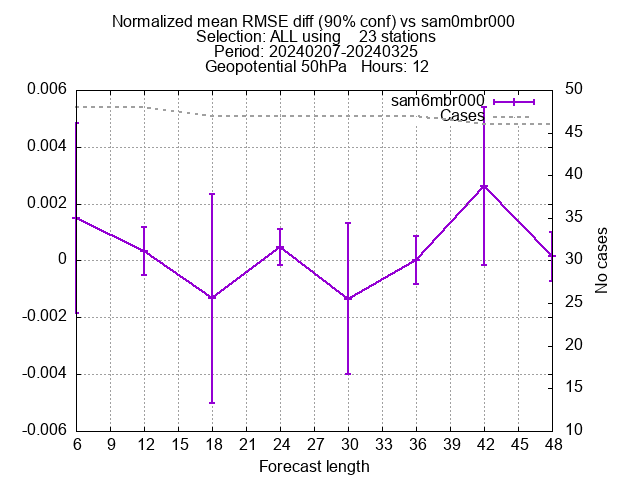 Normalized mean RMSE diff (90% conf) vs sam0mbr000
Selection: ALL using 23 stations
Period: 20240207-20240325
Geopotential 50hPa Hours: 12
sam6mbr000
Cases
0.006
0.004
0.002
0
-0.002
-0.004
-0.006
50
45
40
35
30
25
20
15
10
No cases
6 9 12 15 18 21 24 27 30 33 36 39 42 45 48
Forecast length